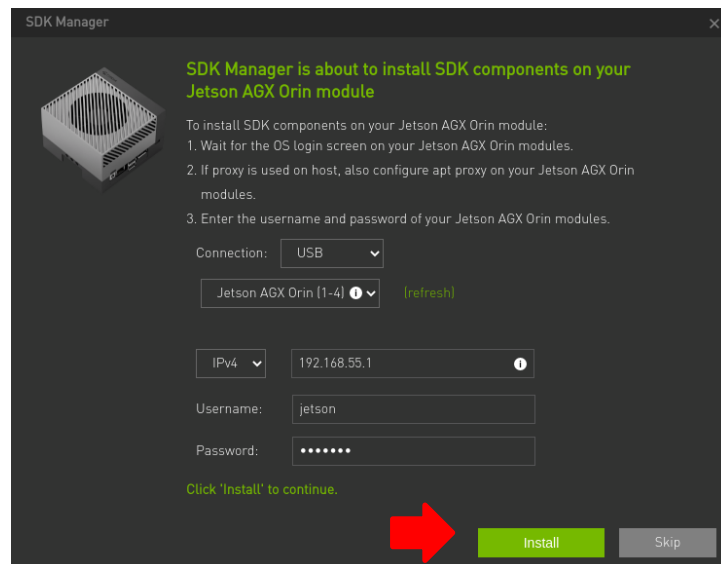 SDK Manager
SDK Manager is about to install SDK components on your
Jetson AGX Orin module
To install SDK components on your Jetson AGX Orin module:
1. Wait for the OS login screen on your Jetson AGX Orin modules.
2. If proxy is used on host, also configure apt proxy on your Jetson AGX Orin
modules.
3. Enter the username and password of your Jetson AGX Orin modules.
Connection: USB
Jetson AGX Orin (1-4) (refresh)
IPv4 192.168.55.1
Username: jetson
Password: •••••••
Click 'Install' to continue.
Install Skip